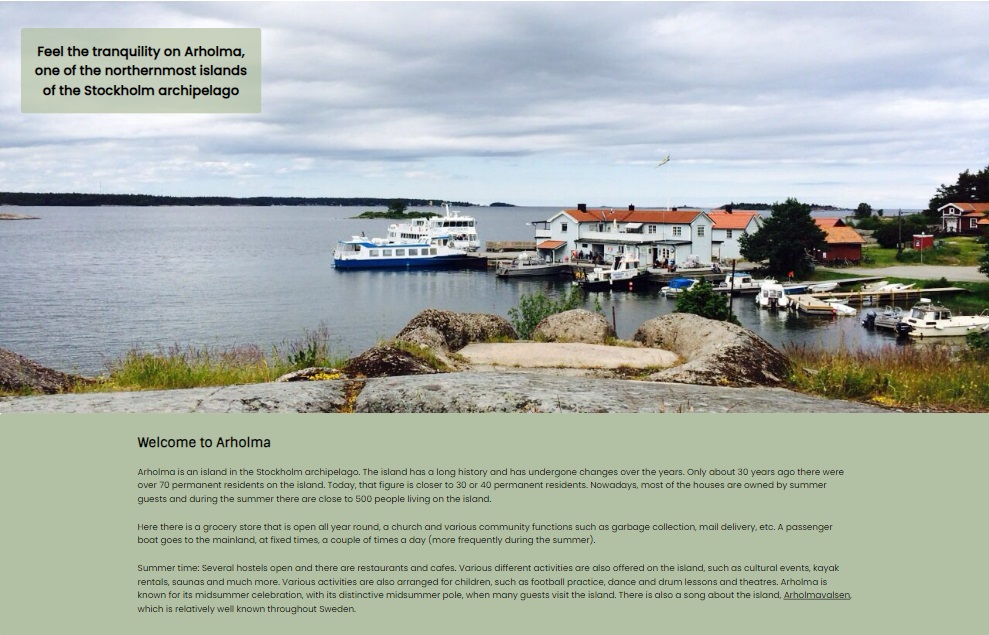 Feel the tranquility on Arholma,
one of the northernmost islands
of the Stockholm archipelago
Welcome to Arholma
Arholma is an island in the Stockholm archipelago. The island has a long history and has undergone changes over the years. Only about 30 years ago there were
over 70 permanent residents on the island. Today, that figure is closer to 30 or 40 permanent residents. Nowadays, most of the houses are owned by summer
guests and during the summer there are close to 500 people living on the island.
Here there is a grocery store that is open all year round, a church and various community functions such as garbage collection, mail delivery, etc. A passenger
boat goes to the mainland, at fixed times, a couple of times a day (more frequently during the summer).
Summer time: Several hostels open and there are restaurants and cafes. Various different activities are also offered on the island, such as cultural events, kayak
rentals, saunas and much more. Various activities are also arranged for children, such as football practice, dance and drum lessons and theatres. Arholma is
known for its midsummer celebration, with its distinctive midsummer pole, when many guests visit the island. There is also a song about the island, Arholmavalsen,
which is relatively well known throughout Sweden.